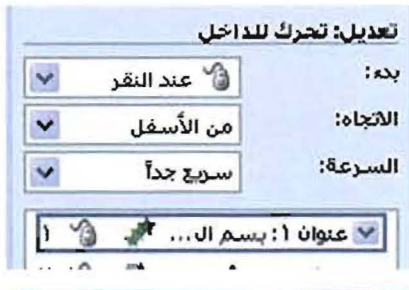 تعديل: تحرك للداخل
بدء:
عند النقر
الاتجاه:
من الأسفل
السرعة:
سريع جداً
عنوان ١: بسم ال... ١